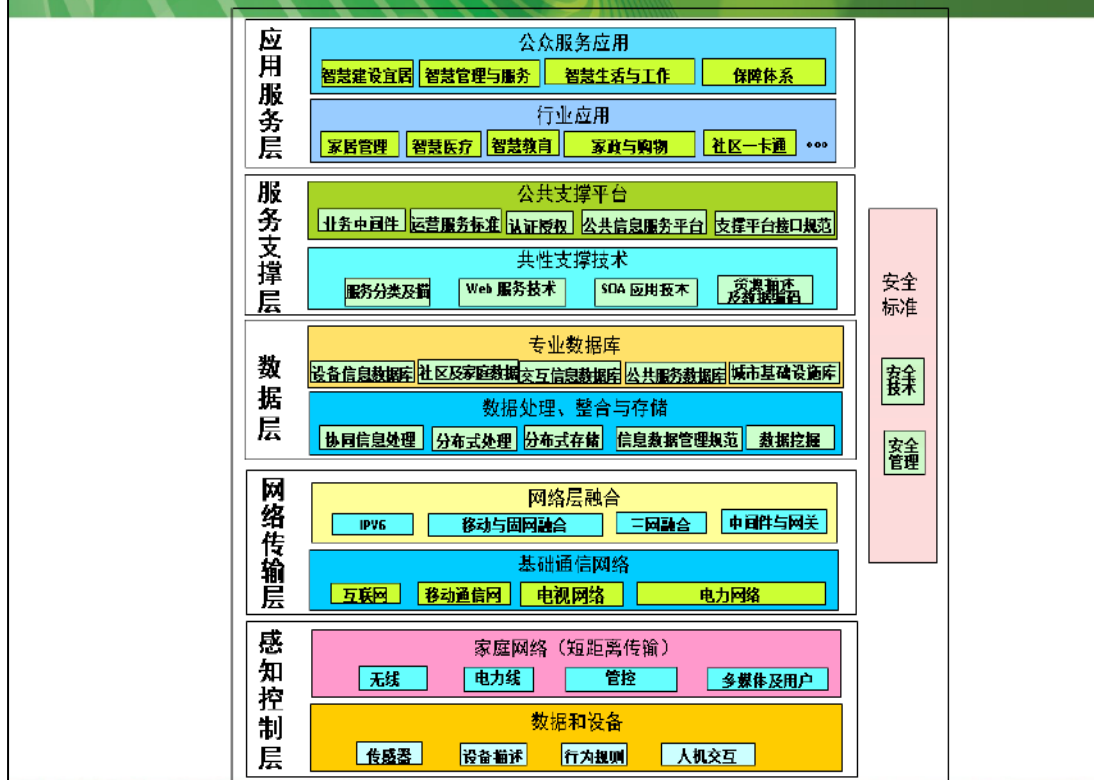 应用服务层
公众服务应用
智慧建设宜居 智慧管理与服务 智慧生活与工作 保障体系
行业应用
家居管理 智慧医疗 智慧教育 家政与购物 社区一卡通 °°°
服务支撑层
公共支撑平台
业务中间件 运营服务标准 认证授权 公共信息服务平台 支撑平台接口规范
共性支撑技术
服务分类及描 Web 服务技术 SOA 应用技术 资源描述
及数据编码
数据层
专业数据库
设备信息数据库 社区及家庭数据 交互信息数据库 公共服务数据库 城市基础设施库
数据处理、整合与存储
协同信息处理 分布式处理 分布式存储 信息数据管理规范 数据挖掘
网络传输层
网络层融合
IPV6 移动与固网融合 三网融合 中间件与网关
基础通信网络
互联网 移动通信网 电视网络 电力网络
感知控制层
家庭网络（短距离传输）
无线 电力线 管控 多媒体及用户
数据和设备
传感器 设备描述 行为规则 人机交互
安全
标准
安全
技术
安全
管理